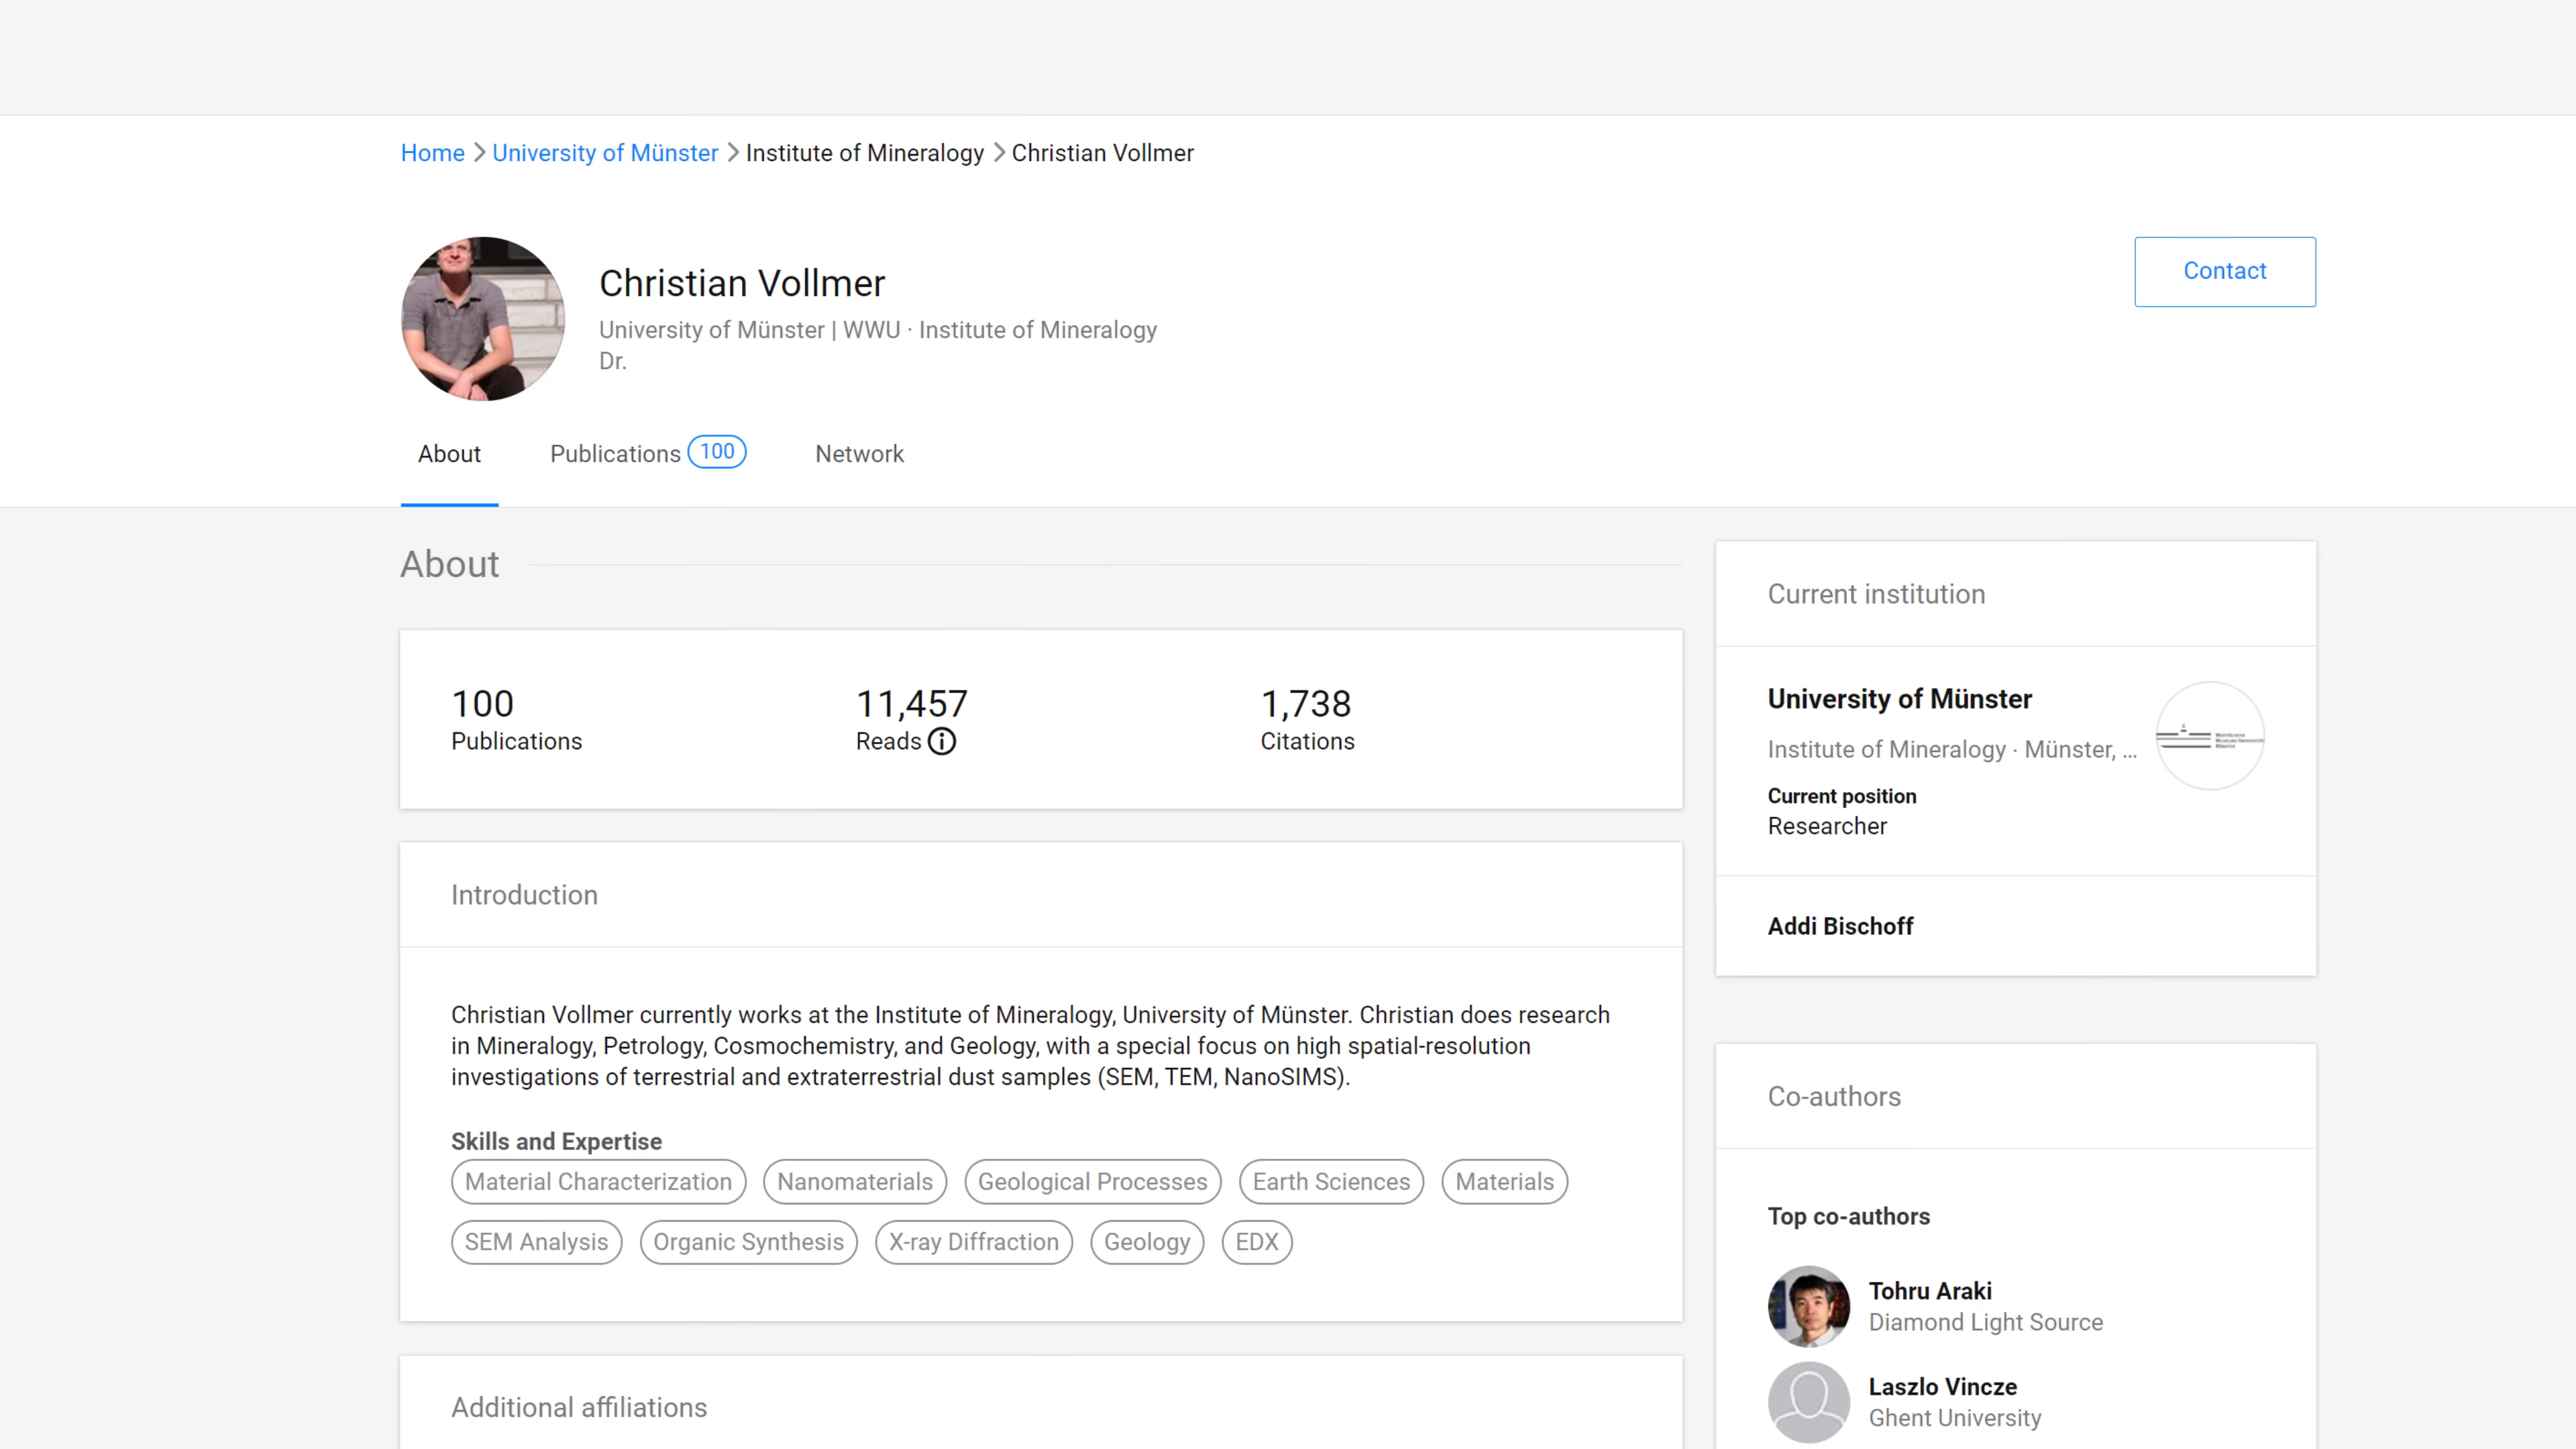 Home > University of Münster > Institute of Mineralogy > Christian Vollmer
Christian Vollmer
University of Münster | WWU · Institute of Mineralogy
Dr.
Contact
About
Publications 100
Network
About
100
Publications
11,457
Reads
1,738
Citations
Introduction
Christian Vollmer currently works at the Institute of Mineralogy, University of Münster. Christian does research
in Mineralogy, Petrology, Cosmochemistry, and Geology, with a special focus on high spatial-resolution
investigations of terrestrial and extraterrestrial dust samples (SEM, TEM, NanoSIMS).
Skills and Expertise
Material Characterization Nanomaterials Geological Processes Earth Sciences Materials
SEM Analysis Organic Synthesis X-ray Diffraction Geology EDX
Additional affiliations
Current institution
University of Münster
Institute of Mineralogy · Münster, ...
Current position
Researcher
Addi Bischoff
Co-authors
Top co-authors
Tohru Araki
Diamond Light Source
Laszlo Vincze
Ghent University